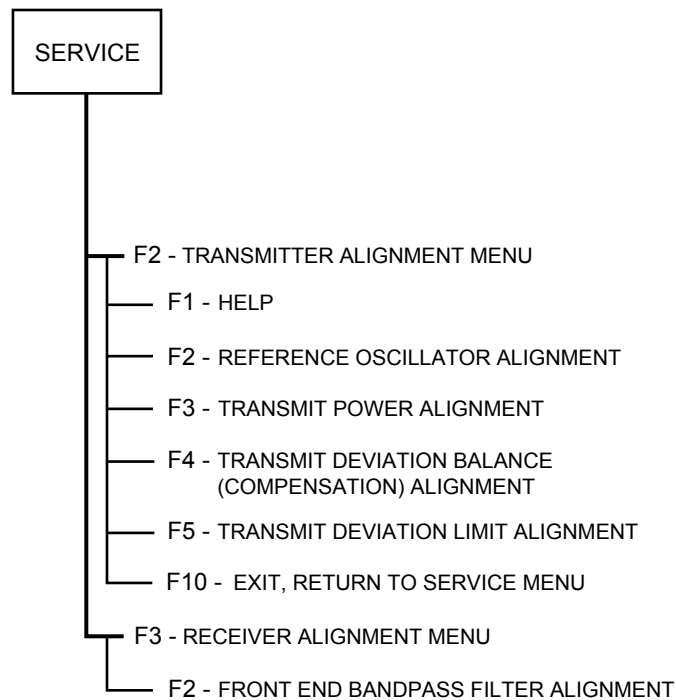 SERVICE
F2 - TRANSMITTER ALIGNMENT MENU
F1 - HELP
F2 - REFERENCE OSCILLATOR ALIGNMENT
F3 - TRANSMIT POWER ALIGNMENT
F4 - TRANSMIT DEVIATION BALANCE
(COMPENSATION) ALIGNMENT
F5 - TRANSMIT DEVIATION LIMIT ALIGNMENT
F10 - EXIT, RETURN TO SERVICE MENU
F3 - RECEIVER ALIGNMENT MENU
F2 - FRONT END BANDPASS FILTER ALIGNMENT